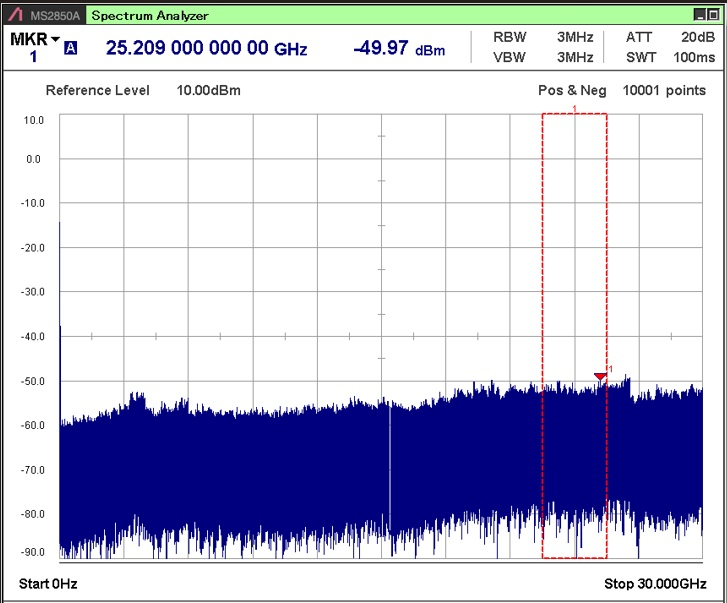 MS2850A Spectrum Analyzer
MKR A 25.209 000 000 00 GHz -49.97 dBm RBW 3MHz ATT 20dB
1 VBW 3MHz SWT 100ms
Reference Level 10.00dBm Pos & Neg 10001 points
1
10.0
0.0
-10.0
-20.0
-30.0
-40.0
-50.0
1
-60.0
-70.0
-80.0
-90.0
Start 0Hz Stop 30.000GHz